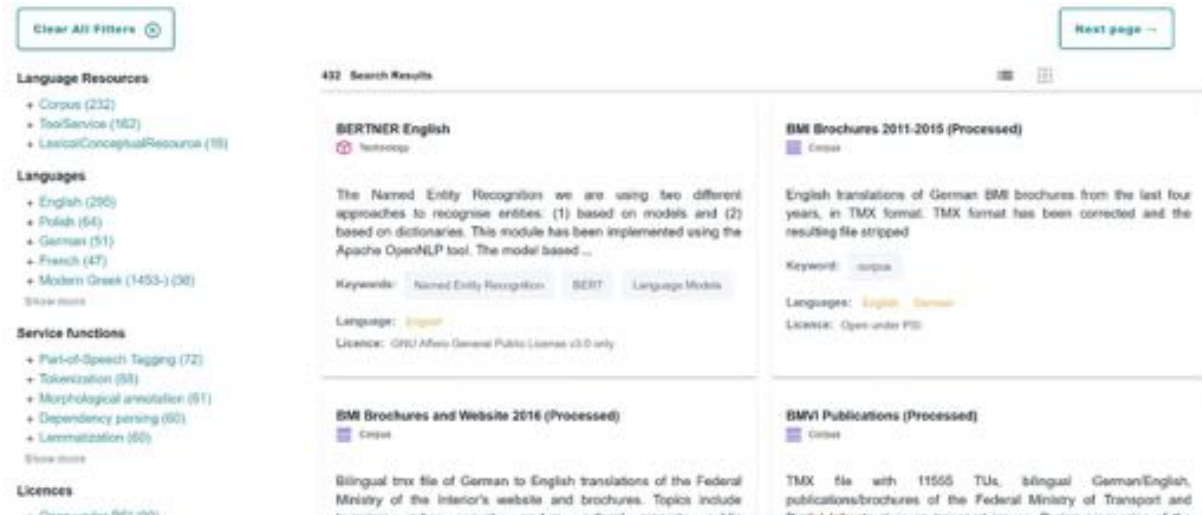 Clear All Filters
Next page →
Language Resources
+ Corpus (232)
+ Tool/Service (162)
+ LexicalConceptualResource
Languages
+ English (295)
+ Polish (64)
+ German (51)
+ French (47)
+ Modern Greek (1453-) (36)
Show more
Service functions
+ Part-of-Speech Tagging (72)
+ Tokenization
+ Morphological annotation (61)
+ Dependency parsing (60)
+ Lemmatization (60)
Show more
Licences
432 Search Results
BERTNER English
Technology
The Named Entity Recognition we are using two different
approaches to recognise entities. (1) based on models and (2)
based on dictionaries. This module has been implemented using the
Apache OpenNLP tool. The model based ...
Keywords: Named Entity Recognition BERT Language Models
Language: English
Licence: GNU Affero General Public License v3.0 only
BMI Brochures 2011-2015 (Processed)
Corpus
English translations of German BMI brochures from the last four
years, in TMX format. TMX format has been corrected and the
resulting file stripped
Keyword: corpus
Languages: English German
Licence: Open under PSI
BMI Brochures and Website 2016 (Processed)
Corpus
Bilingual tmx file of German to English translations of the Federal
Ministry of the Interior's website and brochures. Topics include
BMVI Publications (Processed)
Corpus
TMX file with 11555 TUs, bilingual German/English,
publications/brochures of the Federal Ministry of Transport and